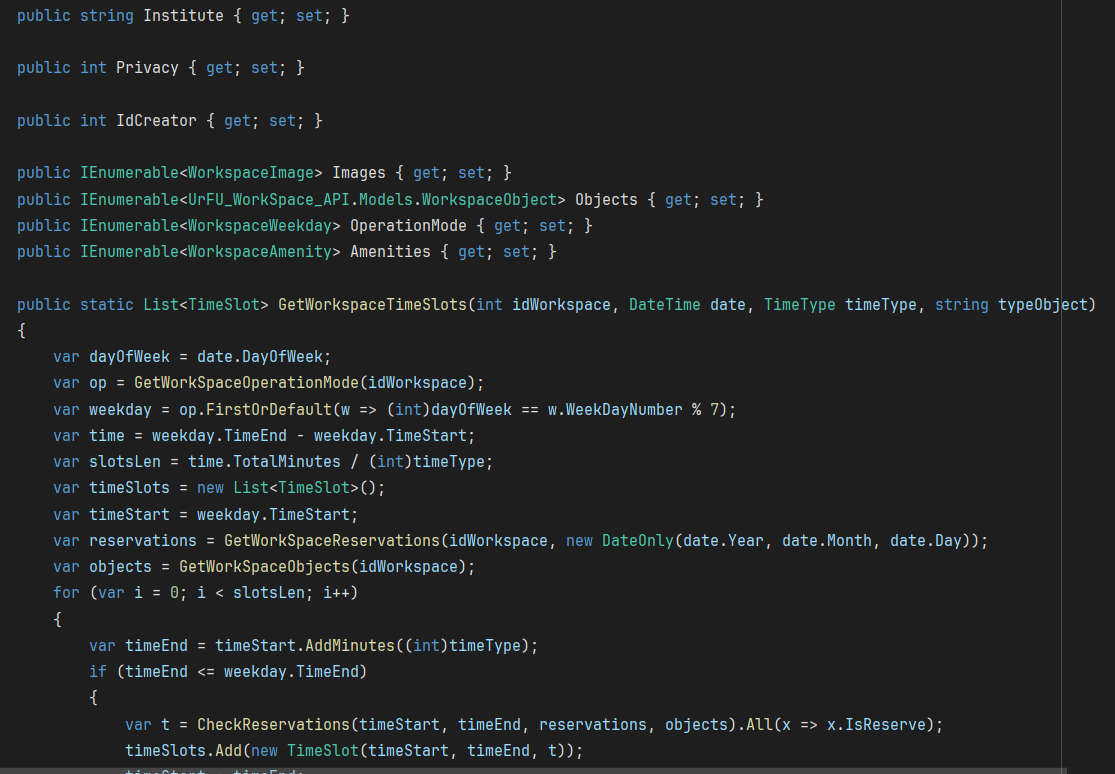 public string Institute { get; set; }
public int Privacy { get; set; }
public int IdCreator { get; set; }
public IEnumerable<WorkspaceImage> Images { get; set; }
public IEnumerable<UrFU_WorkSpace_API.Models.WorkspaceObject> Objects { get; set; }
public IEnumerable<WorkspaceWeekday> OperationMode { get; set; }
public IEnumerable<WorkspaceAmenity> Amenities { get; set; }
public static List<TimeSlot> GetWorkspaceTimeSlots(int idWorkspace, DateTime date, TimeType timeType, string typeObject)
{
    var dayOfWeek = date.DayOfWeek;
    var op = GetWorkSpaceOperationMode(idWorkspace);
    var weekday = op.FirstOrDefault(w => (int)dayOfWeek == w.WeekDayNumber % 7);
    var time = weekday.TimeEnd - weekday.TimeStart;
    var slotsLen = time.TotalMinutes / (int)timeType;
    var timeSlots = new List<TimeSlot>();
    var timeStart = weekday.TimeStart;
    var reservations = GetWorkSpaceReservations(idWorkspace, new DateOnly(date.Year, date.Month, date.Day));
    var objects = GetWorkSpaceObjects(idWorkspace);
    for (var i = 0; i < slotsLen; i++)
    {
        var timeEnd = timeStart.AddMinutes((int)timeType);
        if (timeEnd <= weekday.TimeEnd)
        {
            var t = CheckReservations(timeStart, timeEnd, reservations, objects).All(x => x.IsReserve);
            timeSlots.Add(new TimeSlot(timeStart, timeEnd, t));